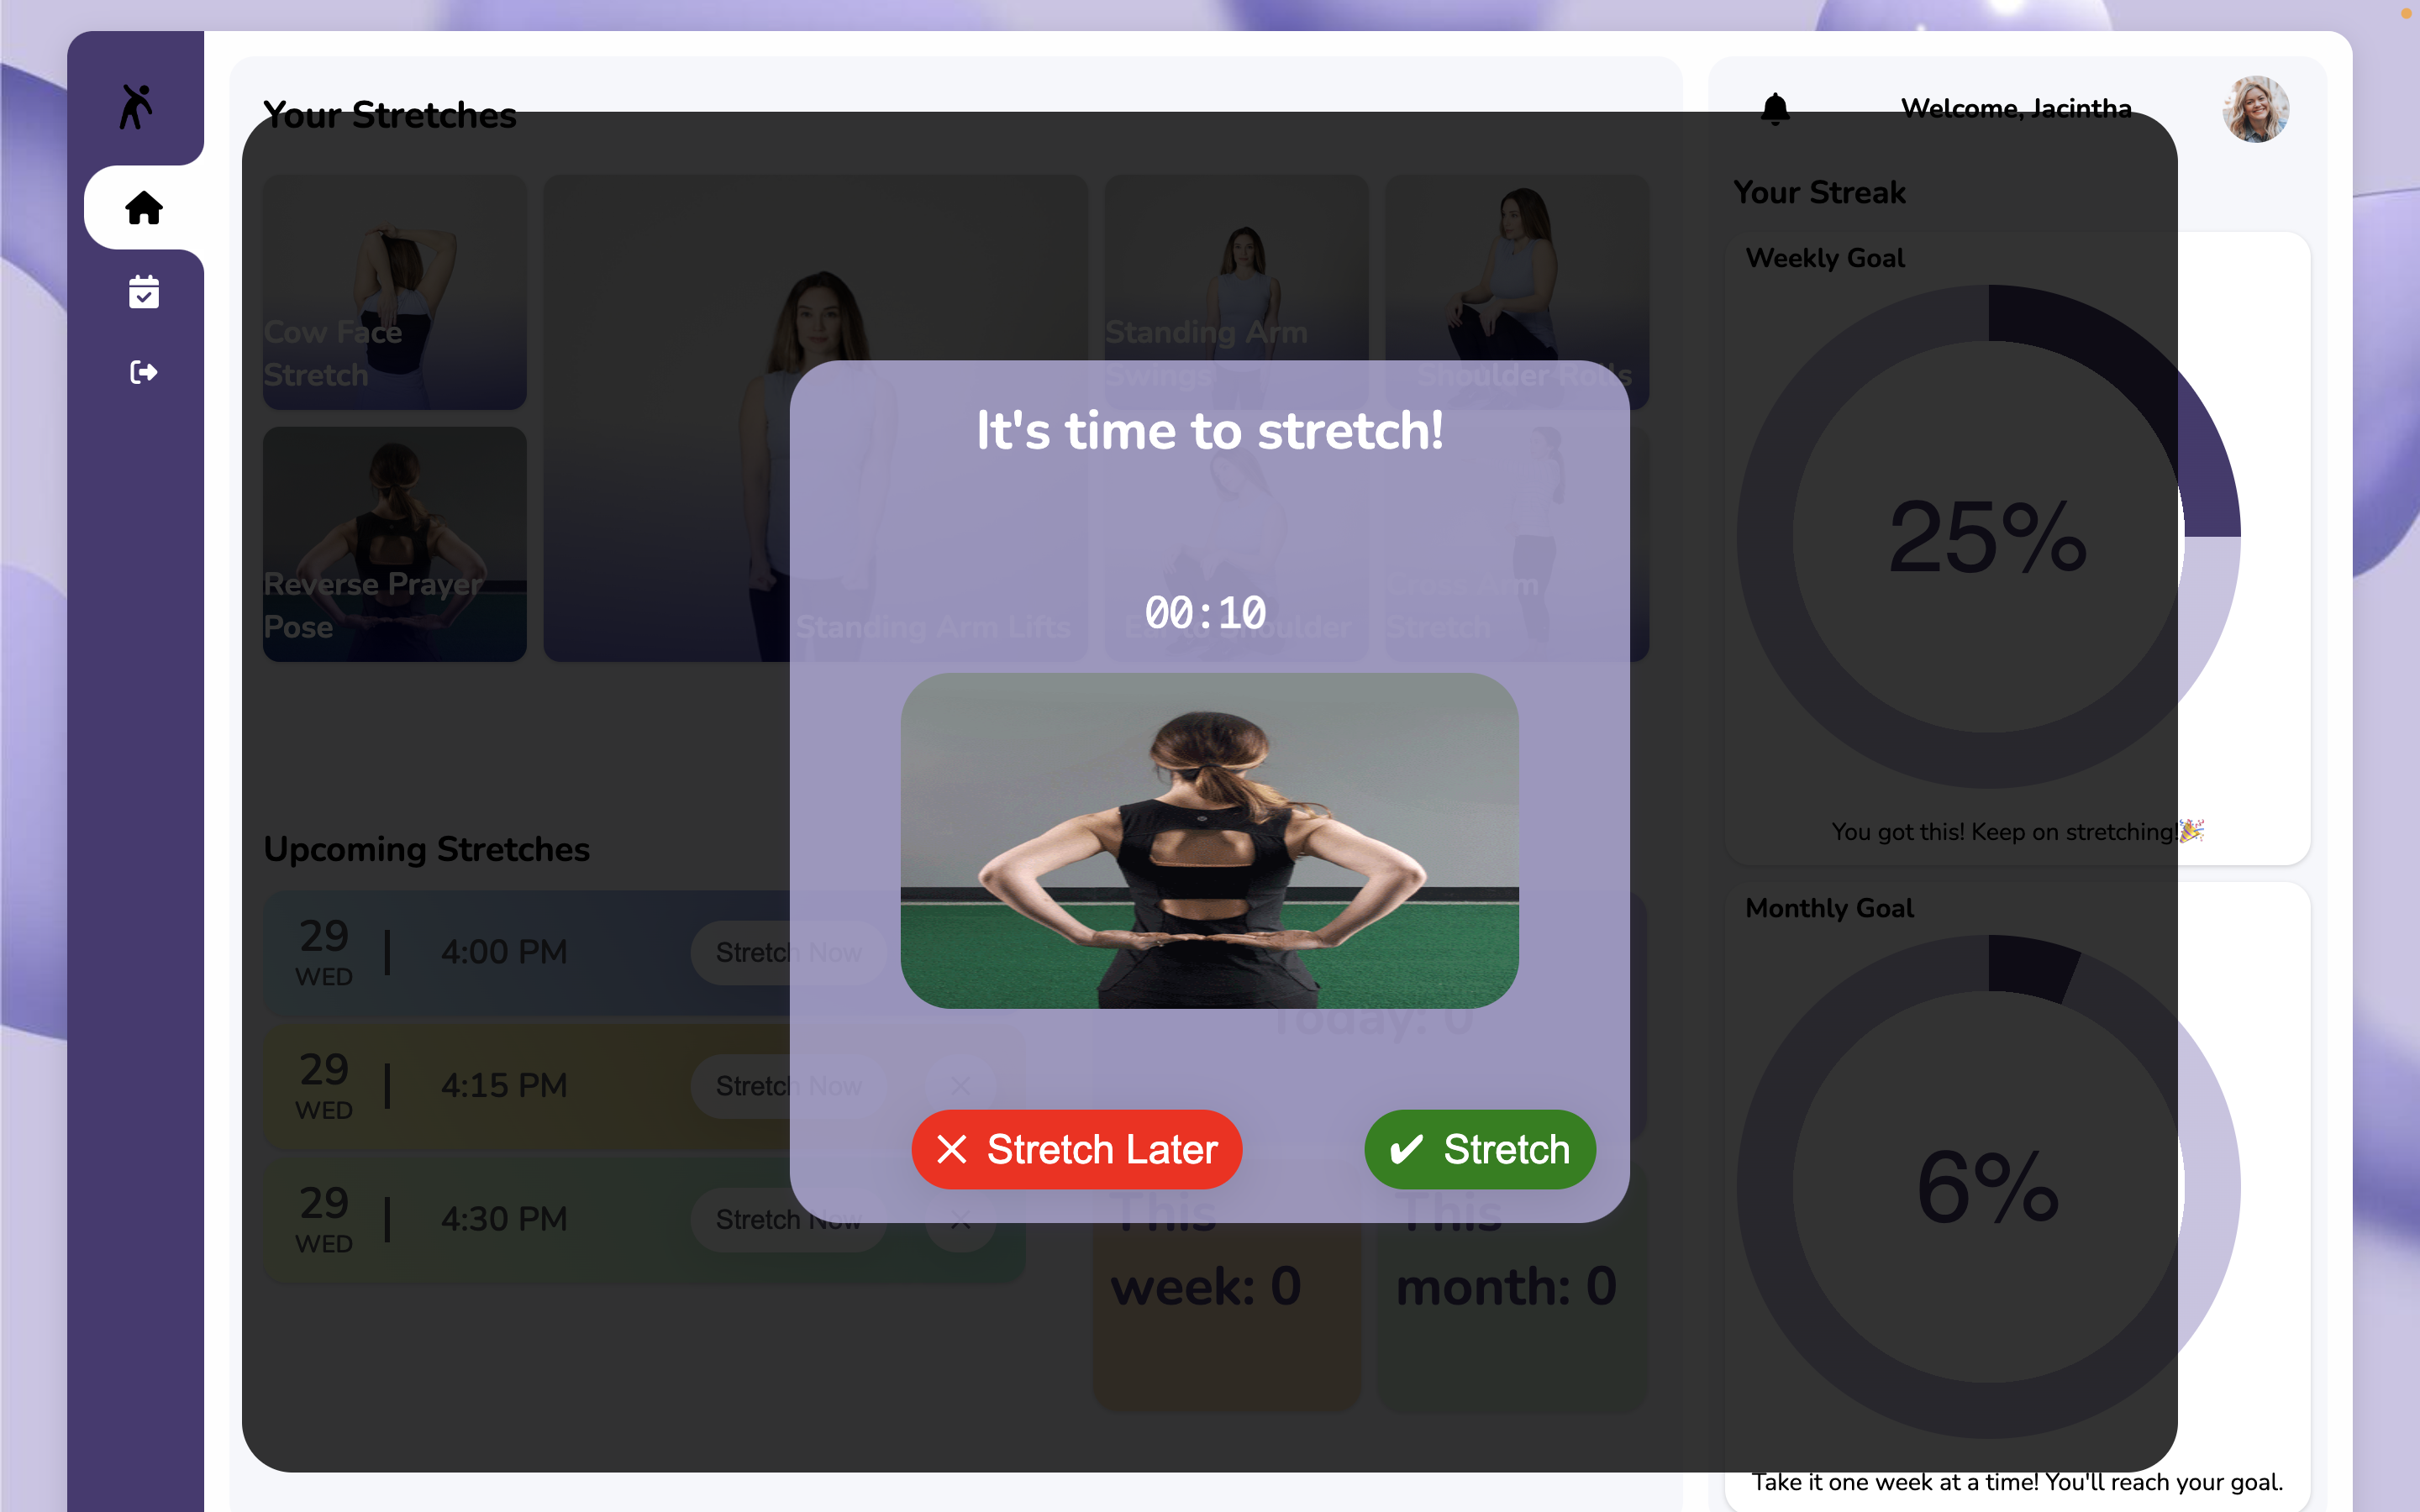 Your Stretches
Welcome, Jacintha
Cow Face
Stretch
Standing Arm
Swings
Shoulder Rolls
Reverse Prayer
Pose
Standing Arm Lifts
Ear to Shoulder
Cross Arm
Stretch
It's time to stretch!
00:10
Stretch Later
Stretch
Upcoming Stretches
29
WED
4:00 PM
Stretch Now
29
WED
4:15 PM
Stretch Now
29
WED
4:30 PM
Stretch Now
Today: 0
This
week: 0
This
month: 0
Your Streak
Weekly Goal
25%
You got this! Keep on stretching!🎉
Monthly Goal
6%
Take it one week at a time! You'll reach your goal.